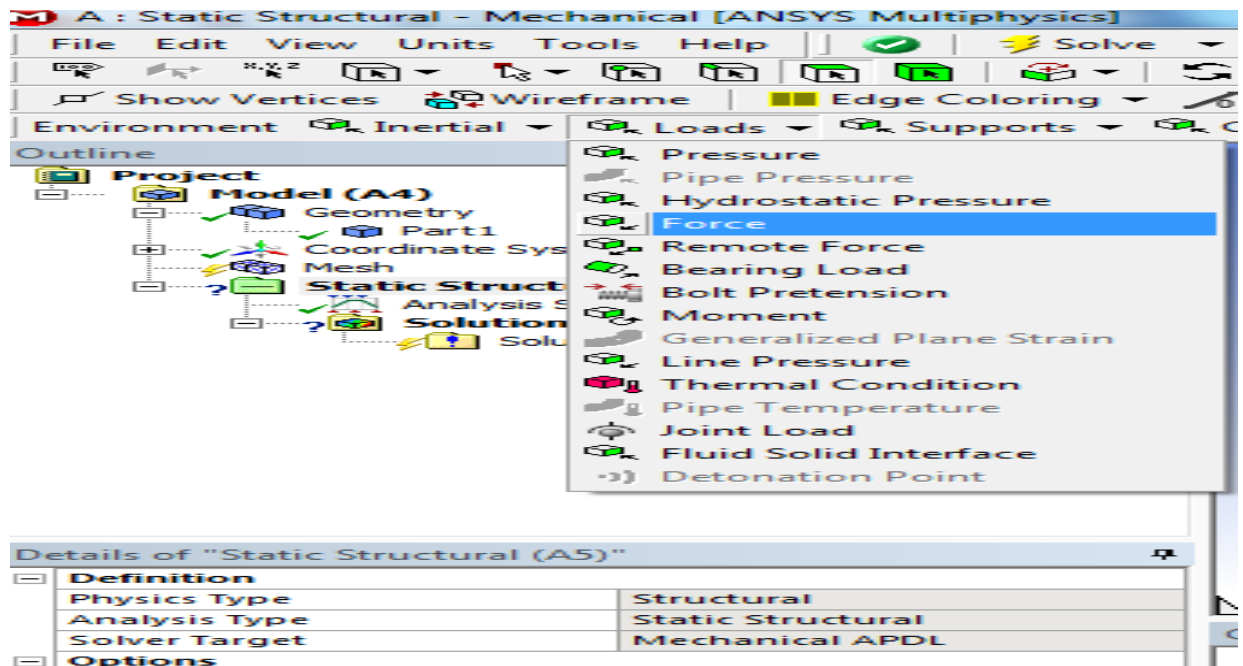 A : Static Structural - Mechanical [ANSYS Multiphysics]
File Edit View Units Tools Help Solve
Show Vertices Wireframe Edge Coloring
Environment Inertial Loads Supports
Outline
Pressure
Project
Pipe Pressure
Model (A4)
Hydrostatic Pressure
Geometry
Force
Part1
Remote Force
Coordinate Sys
Bearing Load
Mesh
Bolt Pretension
Static Struct
Moment
Analysis S
Generalized Plane Strain
Solution
Line Pressure
Solu
Thermal Condition
Pipe Temperature
Joint Load
Fluid Solid Interface
Detonation Point
Details of "Static Structural (A5)"
Definition
Physics Type Structural
Analysis Type Static Structural
Solver Target Mechanical APDL
Options